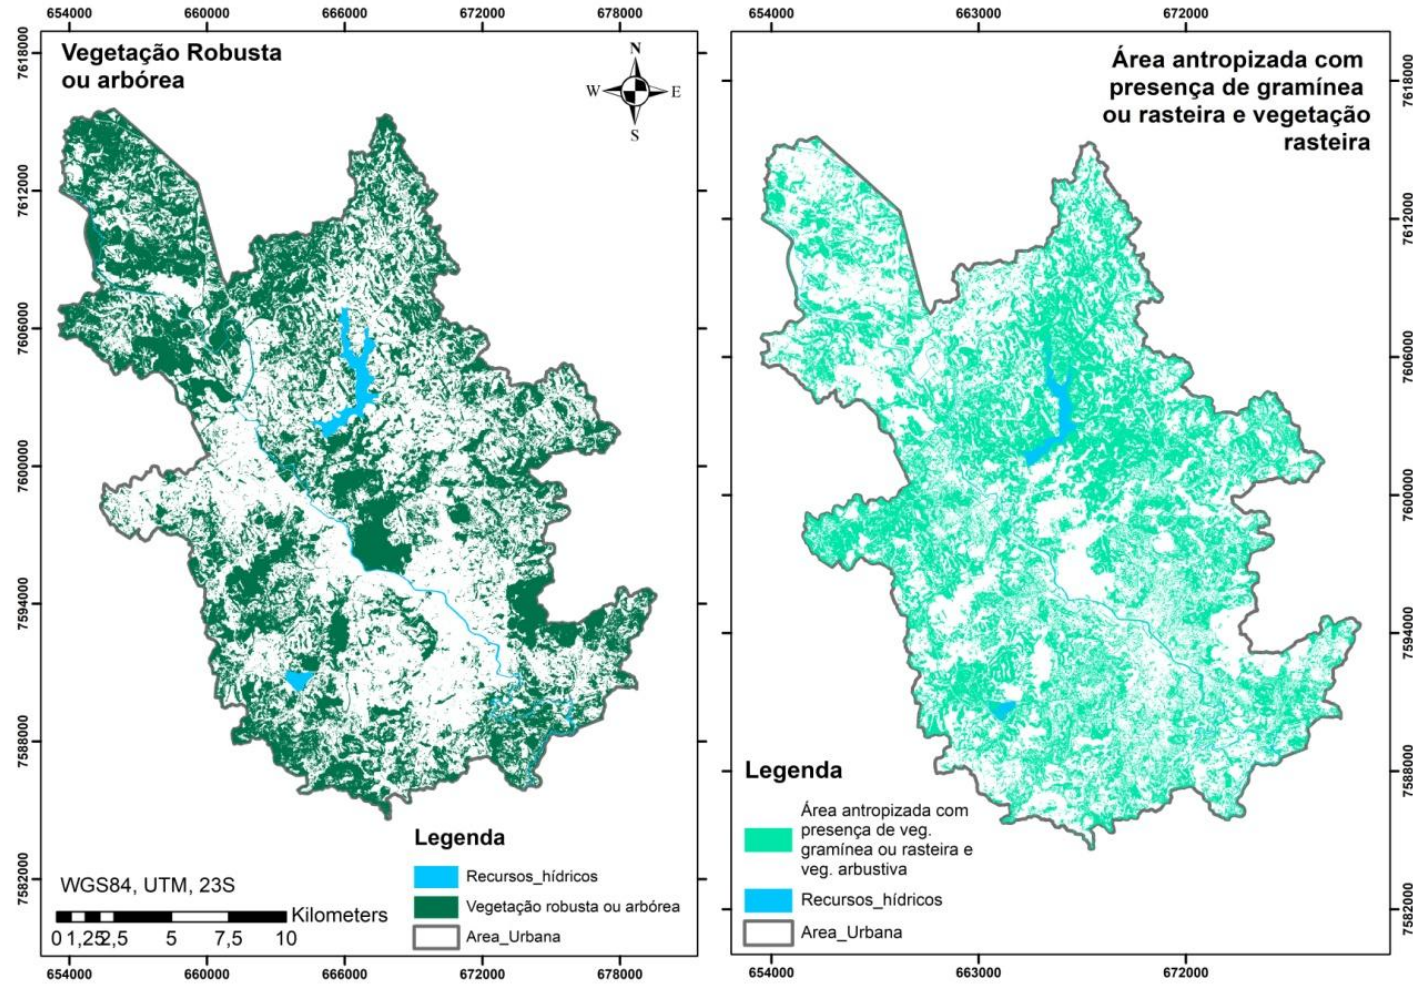 654000 660000 666000 672000 678000
Vegetação Robusta
ou arbórea
N
W E
S
7618000
7612000
7606000
7600000
7594000
7588000
7582000
Legenda
Recursos_hídricos
Vegetação robusta ou arbórea
Area_Urbana
WGS84, UTM, 23S
Kilometers
0 1,25 2,5 5 7,5 10
654000 660000 666000 672000 678000
654000 663000 672000
Área antropizada com
presença de gramínea
ou rasteira e vegetação
rasteira
7618000
7612000
7606000
7600000
7594000
7588000
7582000
Legenda
Área antropizada com
presença de veg.
gramínea ou rasteira e
veg. arbustiva
Recursos_hídricos
Area_Urbana
654000 663000 672000